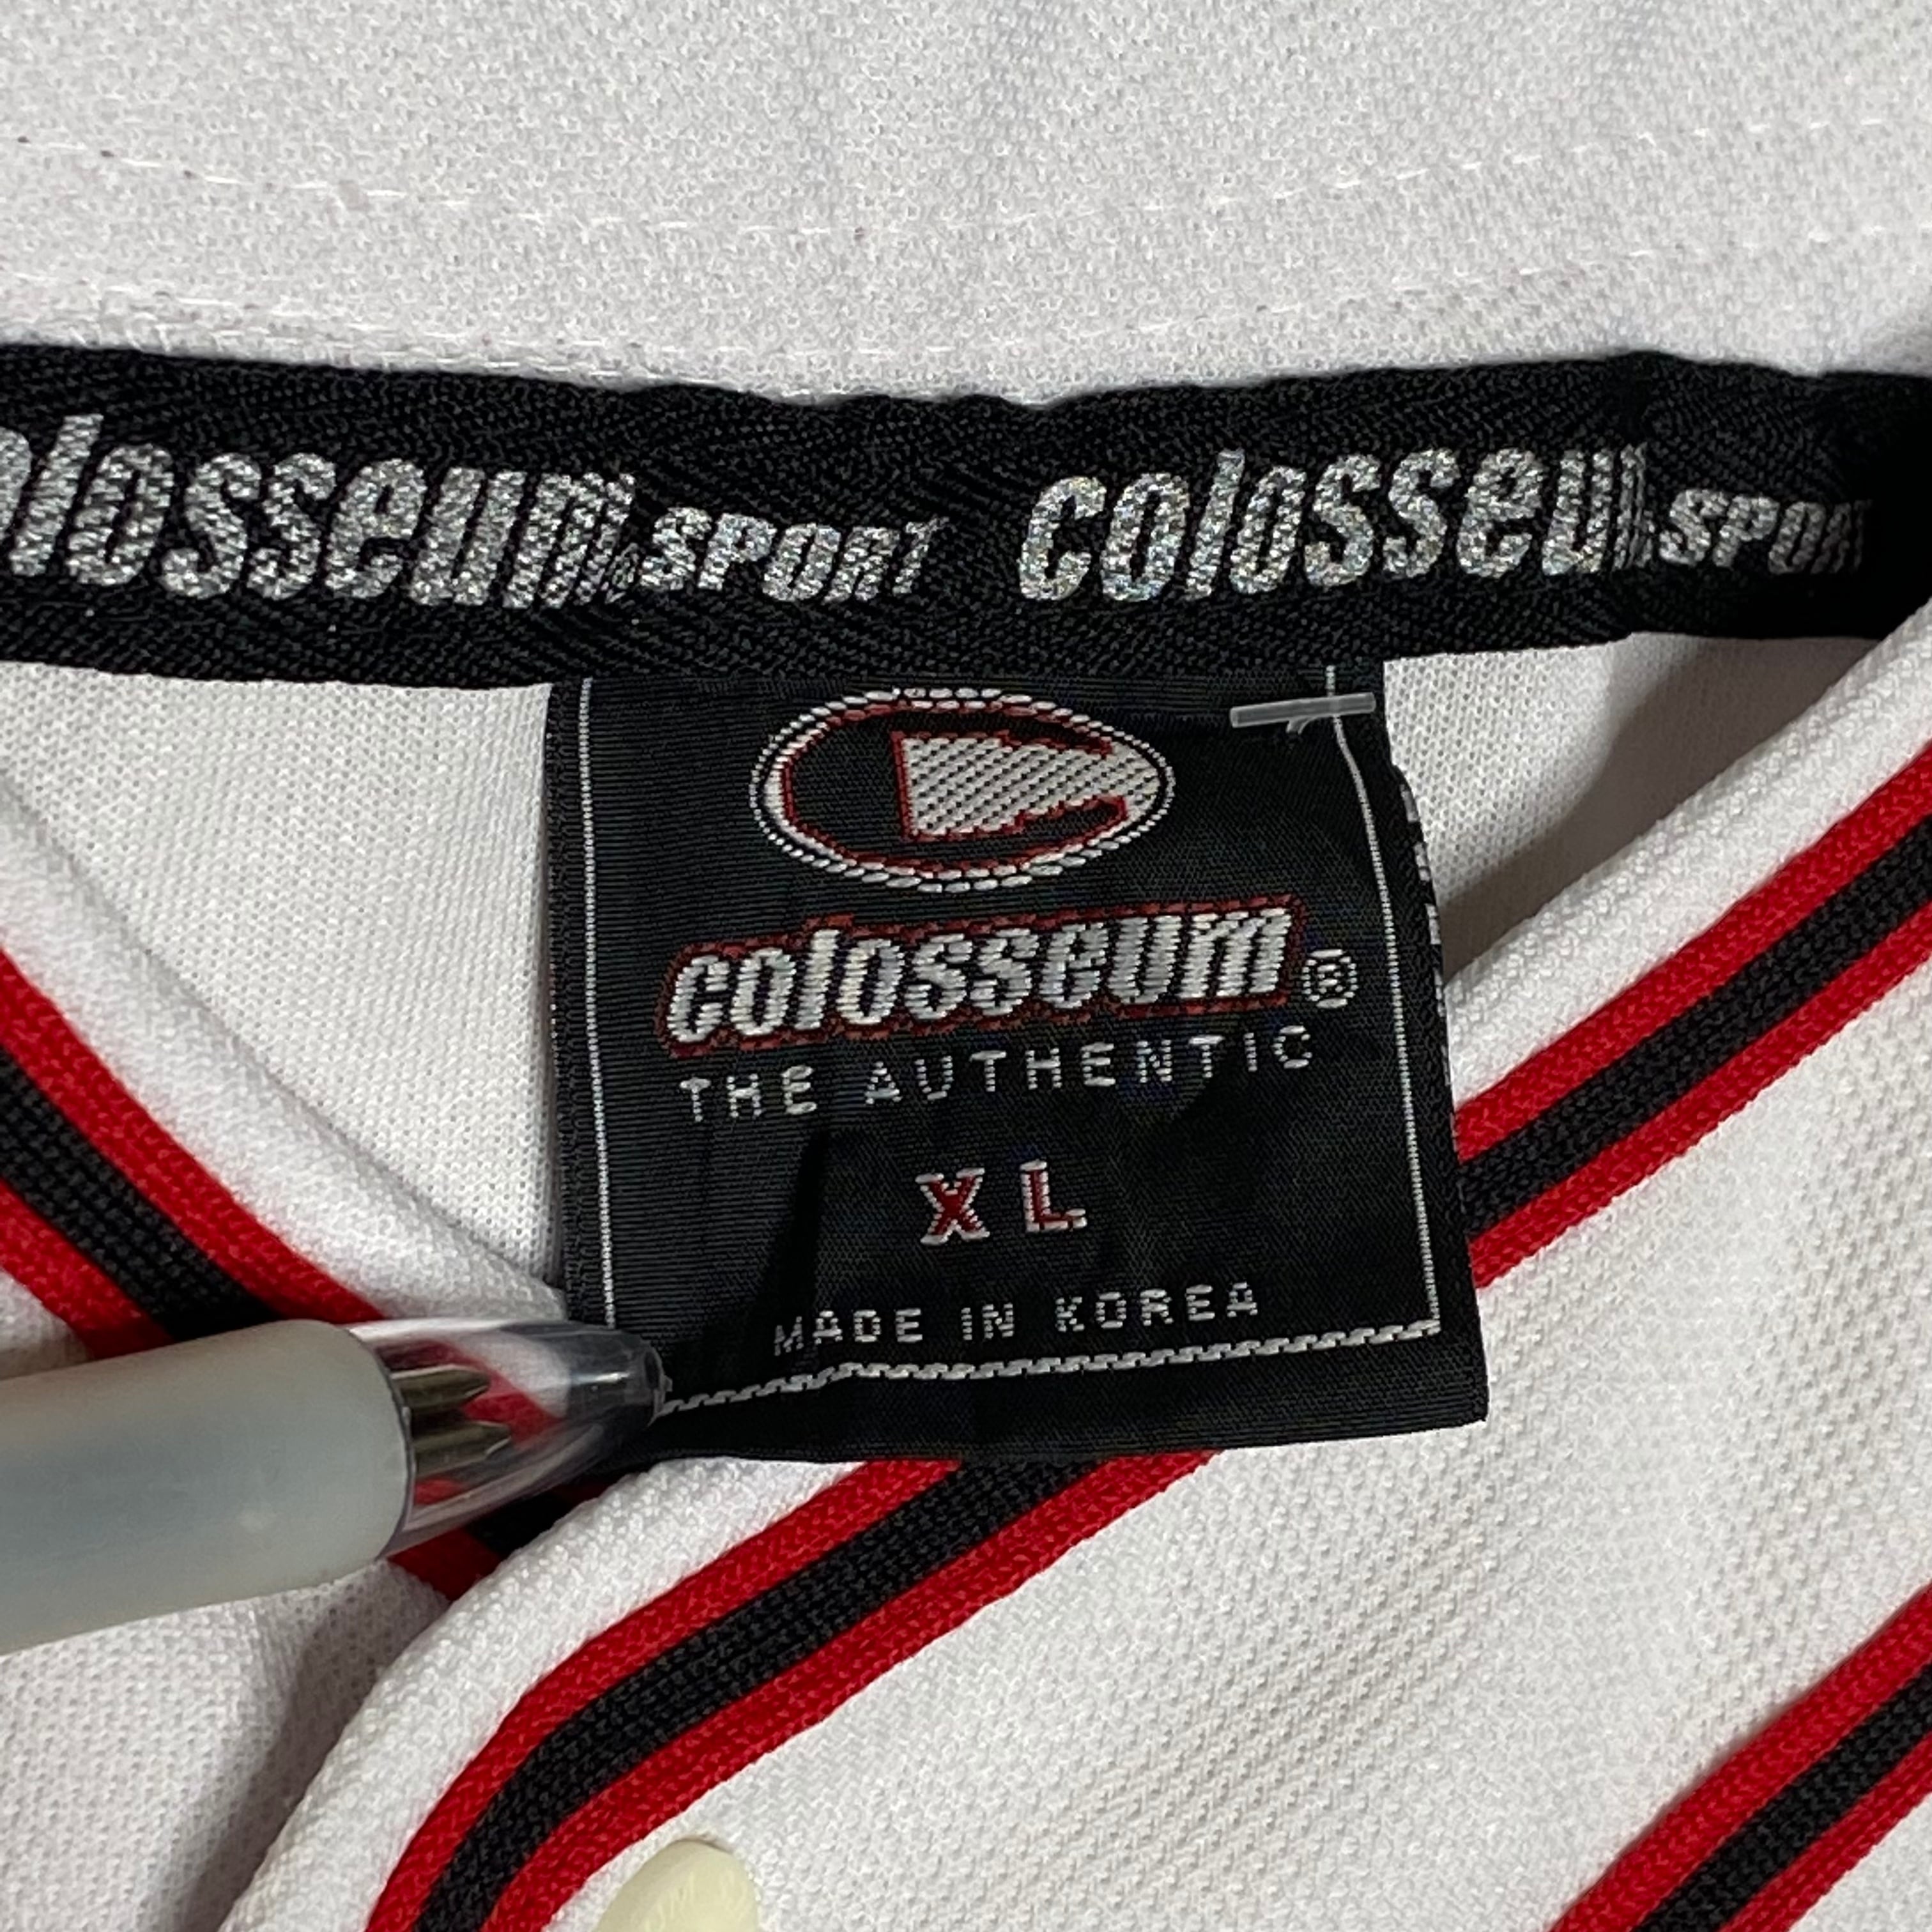 colosseum® SPORT colosseum® SPORT
colosseum®
THE AUTHENTIC
XL
MADE IN KOREA